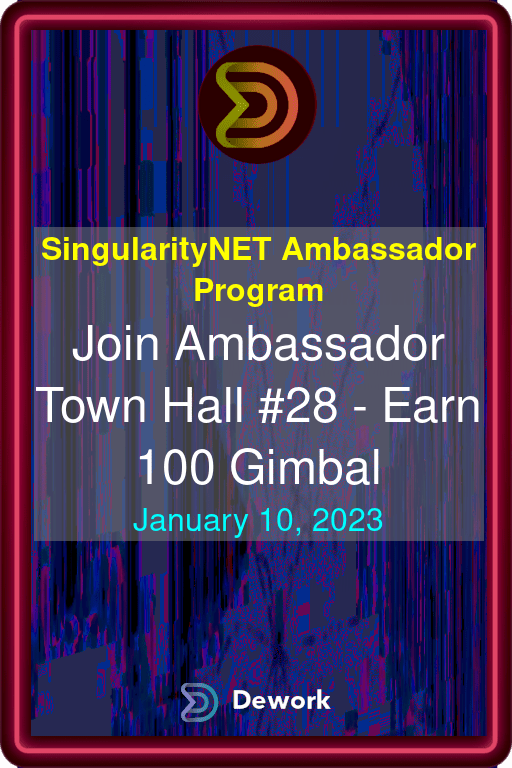 SingularityNET Ambassador
Program
Join Ambassador
Town Hall #28 - Earn
100 Gimbal
January 10, 2023
Dework